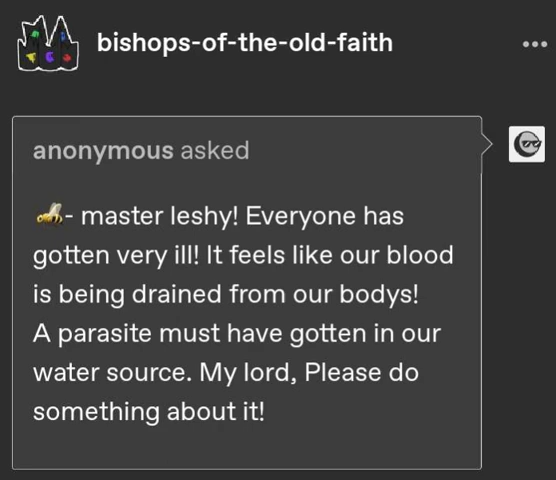 bishops-of-the-old-faith
anonymous asked
🐝- master leshy! Everyone has
gotten very ill! It feels like our blood
is being drained from our bodys!
A parasite must have gotten in our
water source. My lord, Please do
something about it!